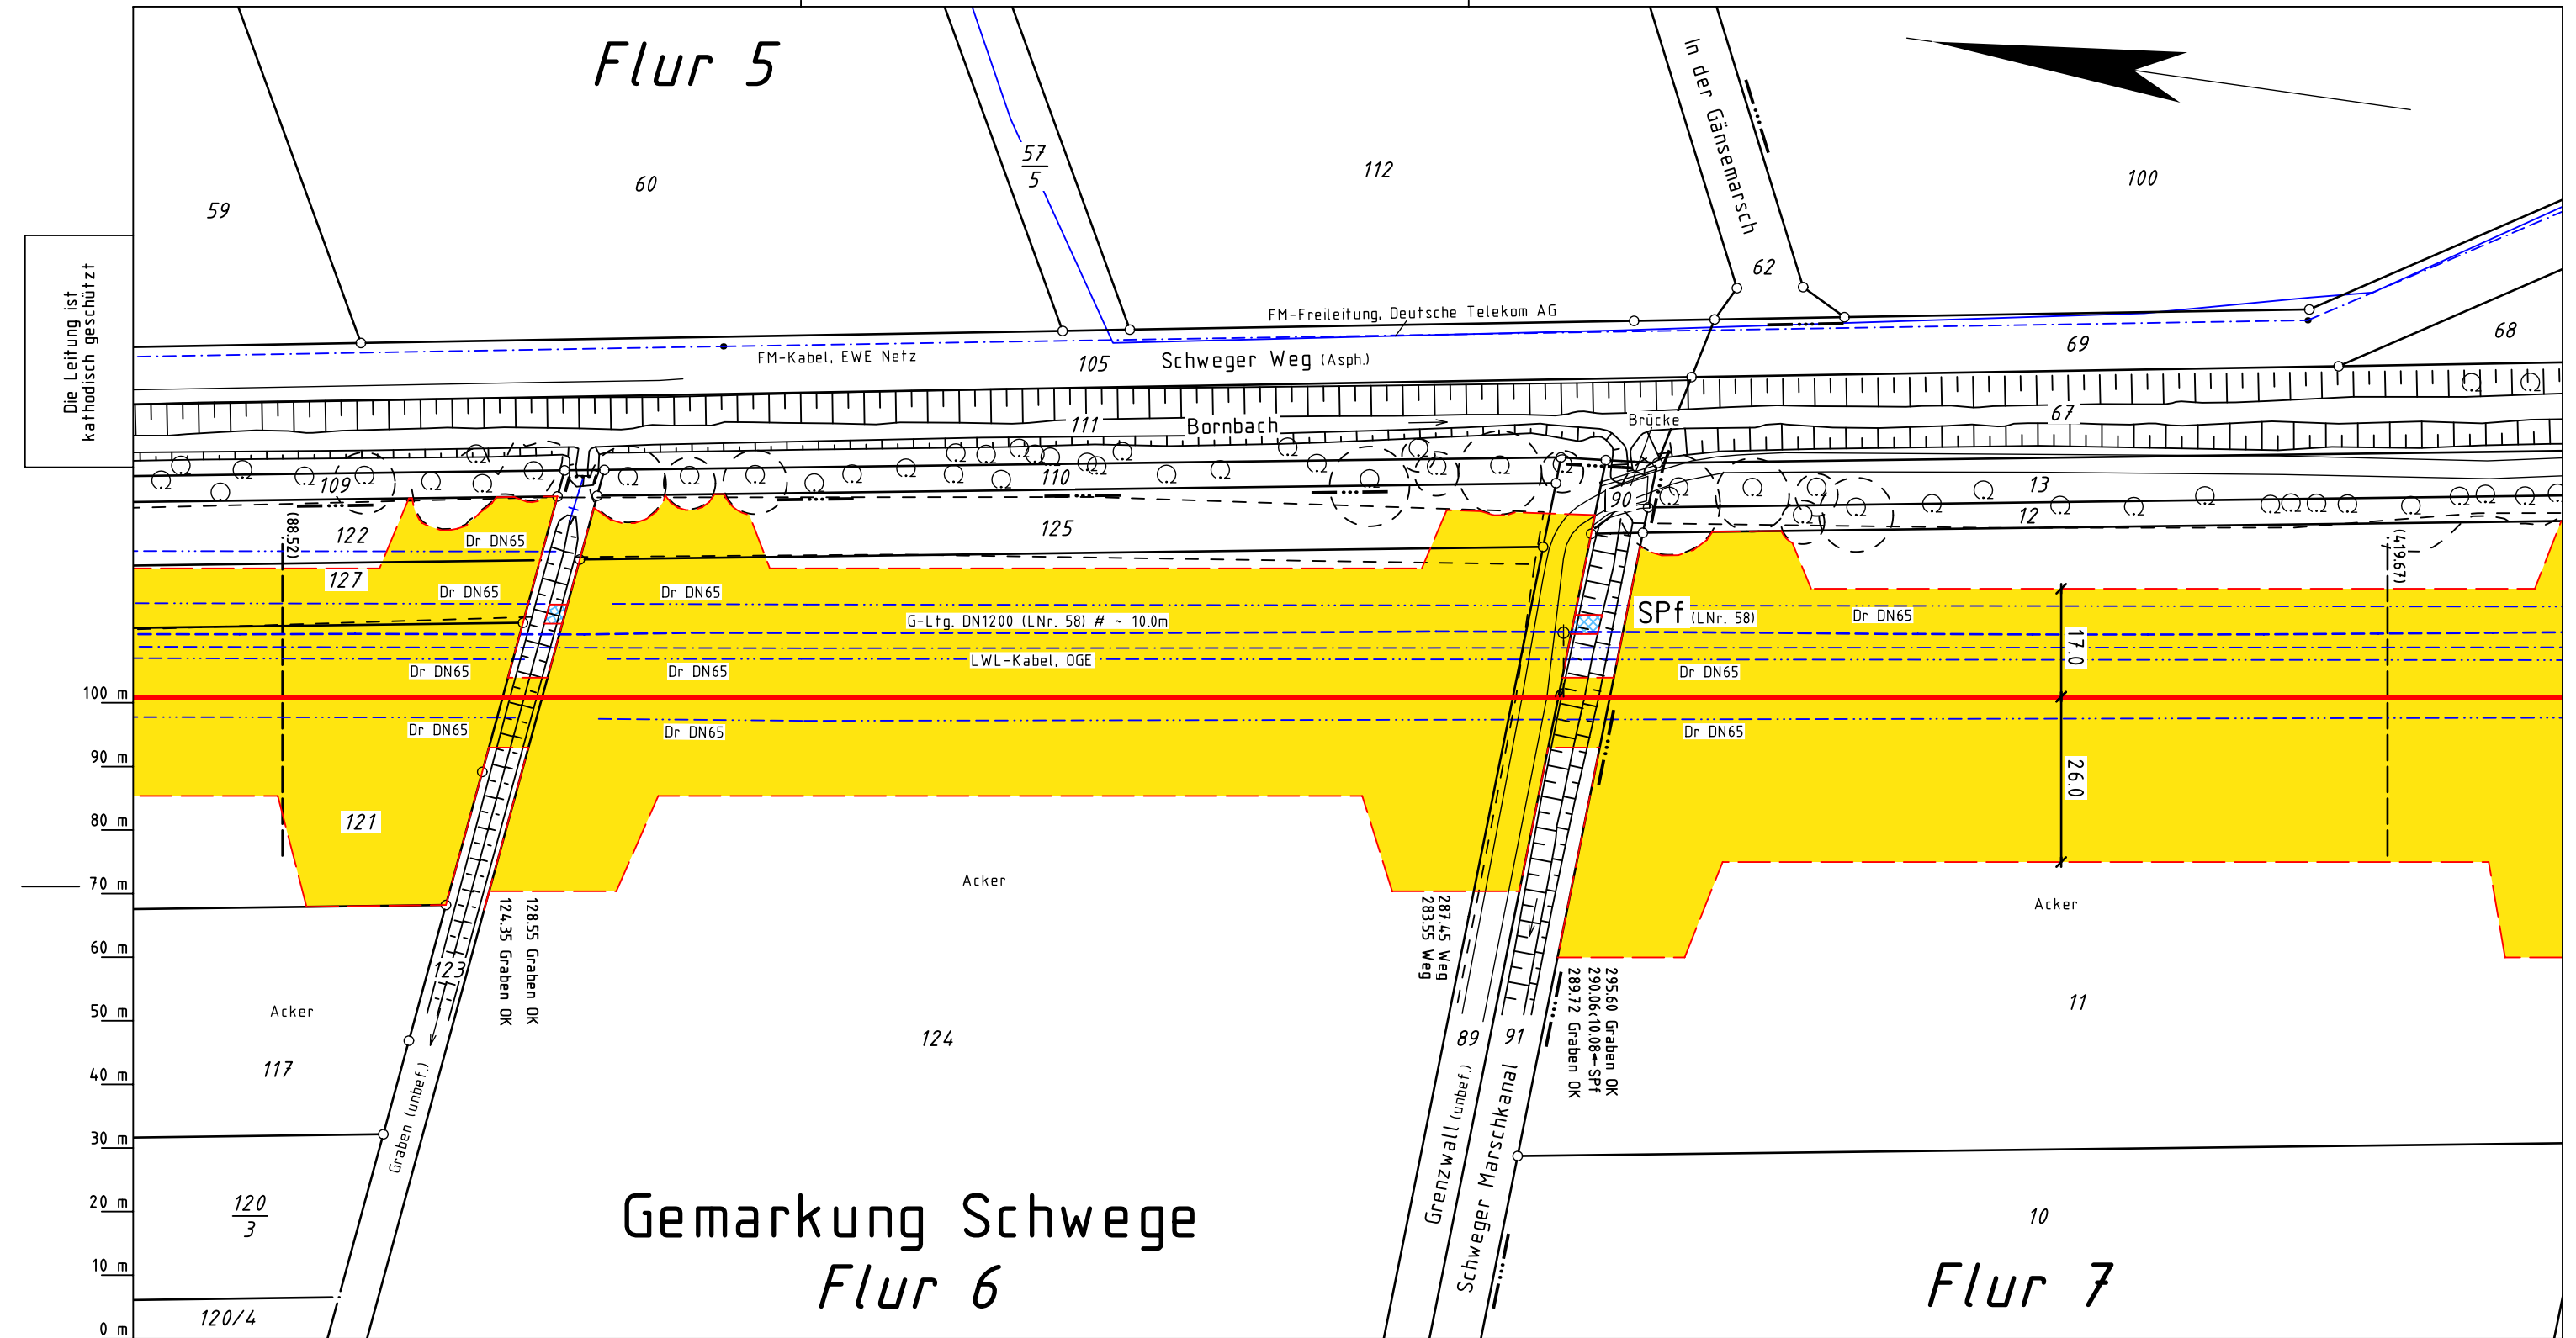 Flur 5
59
60
57
5
112
In der Gänsemarsch
62
100
Die Leitung ist
kathodisch geschützt
FM-Freileitung, Deutsche Telekom AG
FM-Kabel, EWE Netz
105
Schweger Weg (Asph.)
69
68
111
Bornbach
Brücke
67
109
110
90
13
12
(88.52)
122
Dr DN65
125
(419.67)
127
Dr DN65
Dr DN65
G-Ltg. DN1200 (LNr. 58) # ~ 10.0m
SPf (LNr. 58)
Dr DN65
17.0
Dr DN65
Dr DN65
LWL-Kabel, OGE
Dr DN65
100 m
Dr DN65
Dr DN65
Dr DN65
90 m
26.0
80 m
121
70 m
Acker
Acker
124.35 Graben OK
128.55 Graben OK
283.55 Weg
287.45 Weg
60 m
123
289.72 Graben OK
290.06<10.08←SPf
295.60 Graben OK
50 m
Acker
11
117
124
89
91
40 m
Graben (unbef.)
Grenzwall (unbef.)
Schweger Marschkanal
30 m
20 m
120
3
Gemarkung Schwege
10
10 m
Flur 6
Flur 7
120/4
0 m